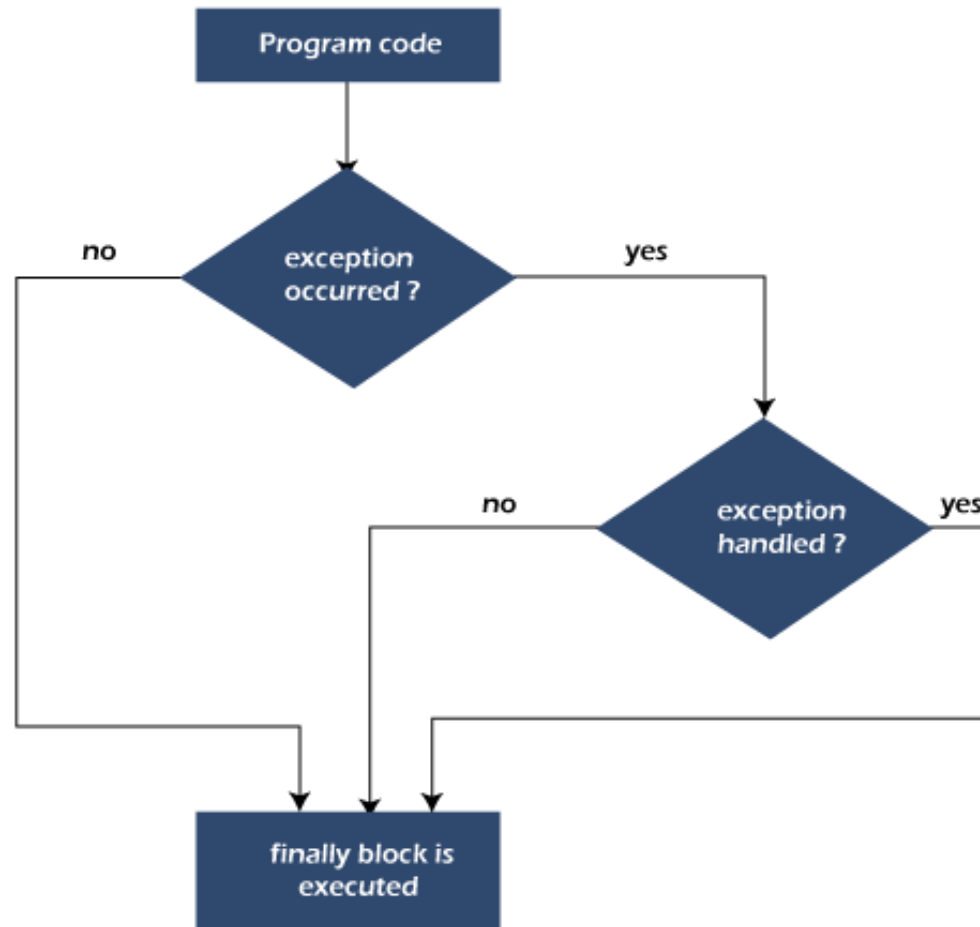 Program code
no
exception
occurred ?
yes
no
exception
handled ?
yes
finally block is
executed